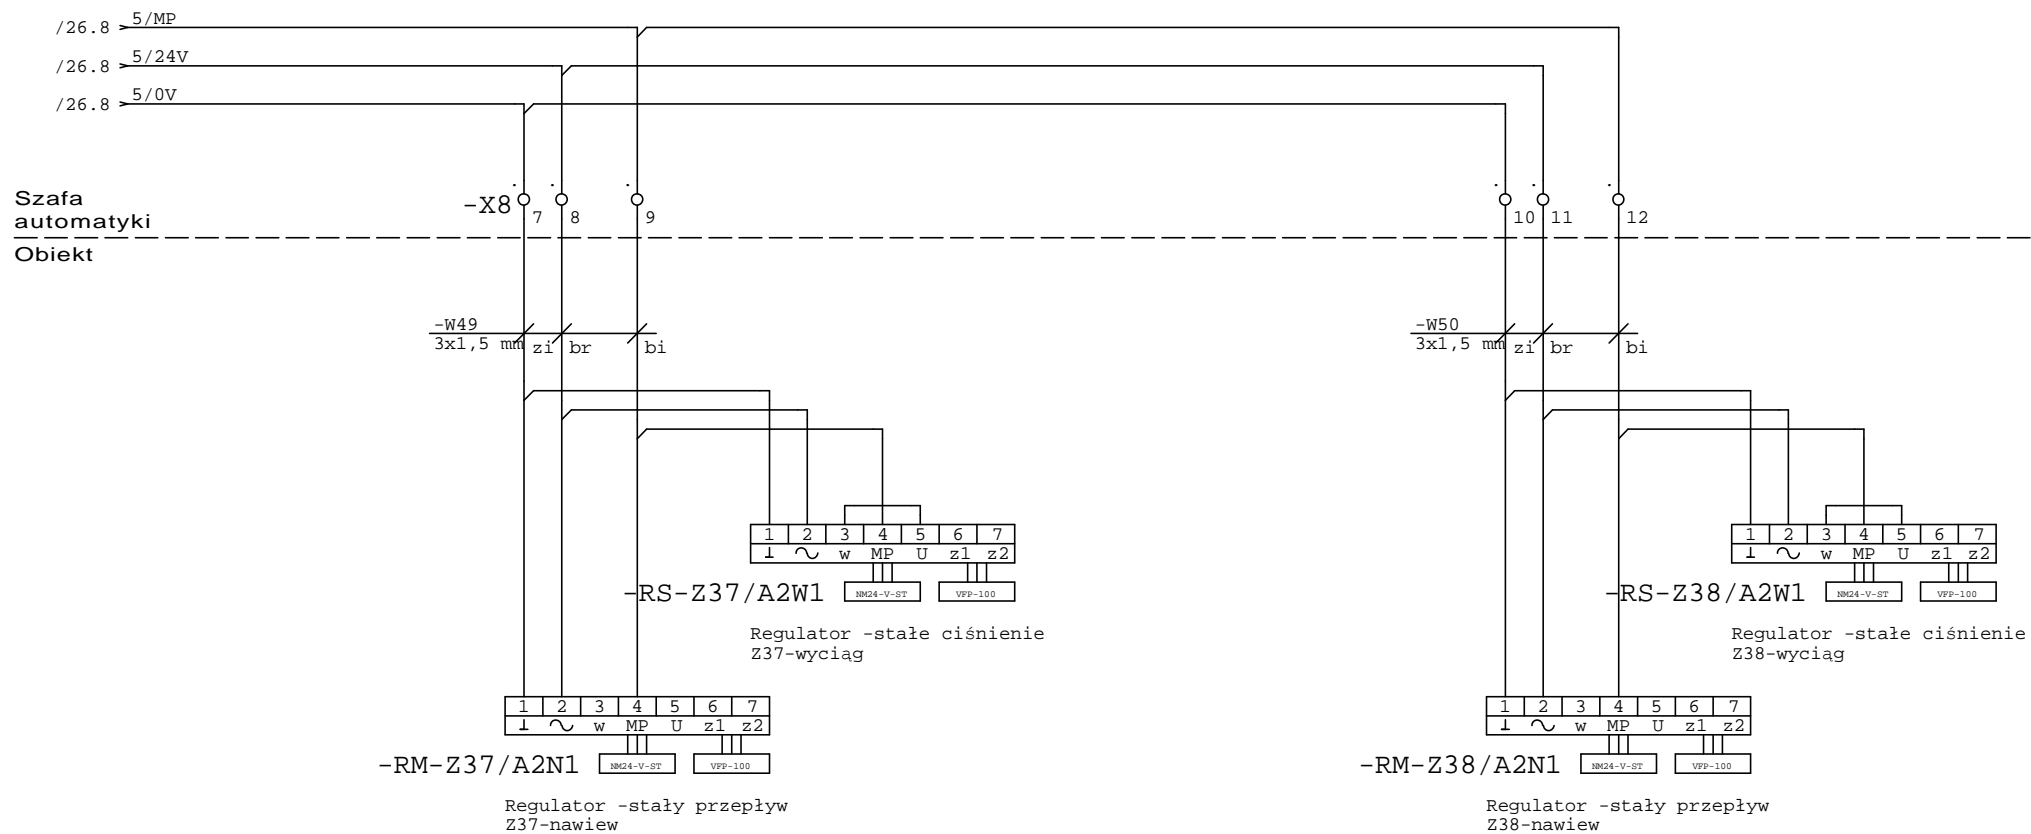 /26.8 5/MP
/26.8 5/24V
/26.8 5/0V
Szafa
automatyki
-X8 7 8 9 10 11 12
Obiekt
-W49
3x1,5 mm zi br bi
-W50
3x1,5 mm zi br bi
1 2 3 4 5 6 7
⊥ ~ w MP U z1 z2
-RS-Z37/A2W1 NM24-V-ST VFP-100
Regulator -stałe ciśnienie
Z37-wyciąg
1 2 3 4 5 6 7
⊥ ~ w MP U z1 z2
-RS-Z38/A2W1 NM24-V-ST VFP-100
Regulator -stałe ciśnienie
Z38-wyciąg
1 2 3 4 5 6 7
⊥ ~ w MP U z1 z2
-RM-Z37/A2N1 NM24-V-ST VFP-100
Regulator -stały przepływ
Z37-nawiew
1 2 3 4 5 6 7
⊥ ~ w MP U z1 z2
-RM-Z38/A2N1 NM24-V-ST VFP-100
Regulator -stały przepływ
Z38-nawiew